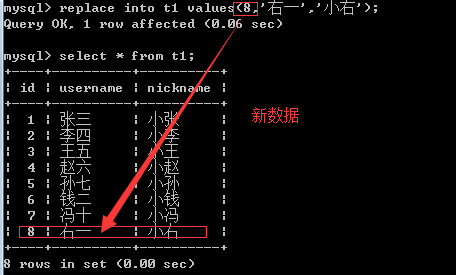 mysql> replace into t1 values(8,'右一','小右');
Query OK, 1 row affected (0.06 sec)
mysql> select * from t1;
+----+----------+----------+
| id | username | nickname |
+----+----------+----------+
| 1 | 张三 | 小张 |
| 2 | 李四 | 小李 |
| 3 | 王五 | 小王 |
| 4 | 赵六 | 小赵 |
| 5 | 孙七 | 小孙 |
| 6 | 钱二 | 小钱 |
| 7 | 冯十 | 小冯 |
| 8 | 右一 | 小右 |
+----+----------+----------+
8 rows in set (0.00 sec)
新数据